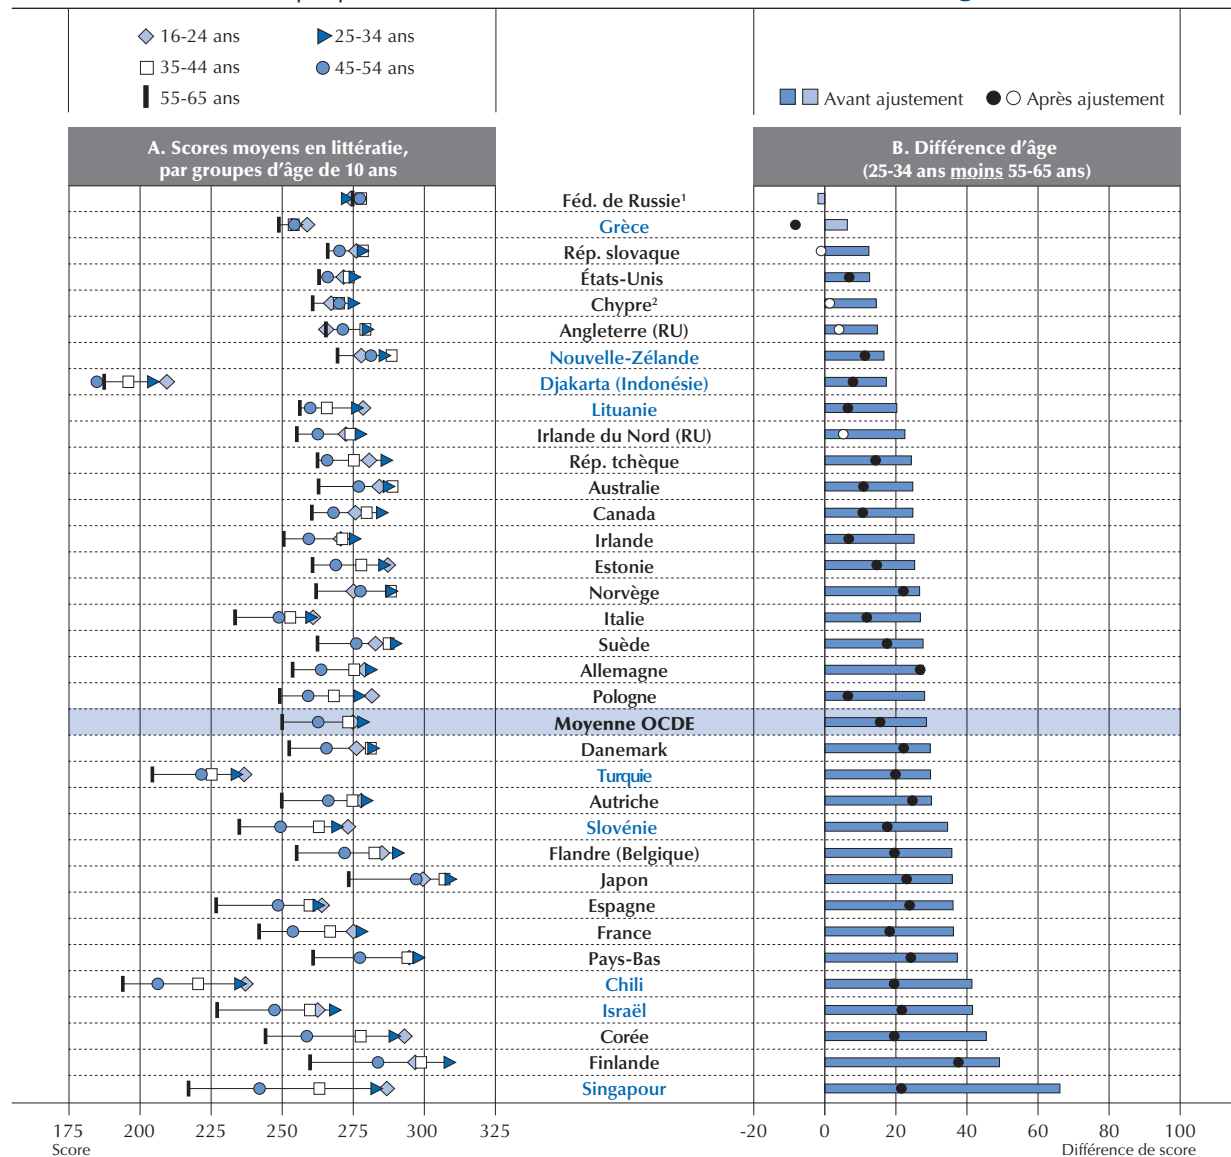 16-24 ans
25-34 ans
35-44 ans
45-54 ans
55-65 ans
Avant ajustement
Après ajustement
A. Scores moyens en littératie,
par groupes d’âge de 10 ans
B. Différence d’âge
(25-34 ans moins 55-65 ans)
Féd. de Russie¹
Grèce
Rép. slovaque
États-Unis
Chypre²
Angleterre (RU)
Nouvelle-Zélande
Djakarta (Indonésie)
Lituanie
Irlande du Nord (RU)
Rép. tchèque
Australie
Canada
Irlande
Estonie
Norvège
Italie
Suède
Allemagne
Pologne
Moyenne OCDE
Danemark
Turquie
Autriche
Slovénie
Flandre (Belgique)
Japon
Espagne
France
Pays-Bas
Chili
Israël
Corée
Finlande
Singapour
175 200 225 250 275 300 325
Score
-20 0 20 40 60 80 100
Différence de score